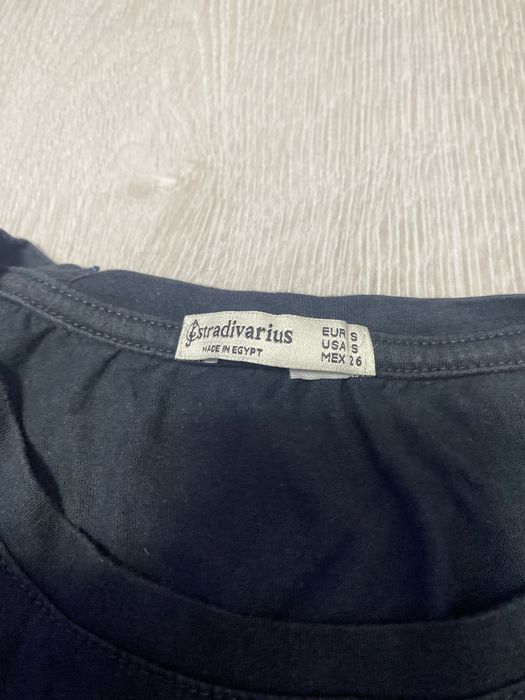 stradivarius
MADE IN EGYPT
EUR S
USA S
MEX 26